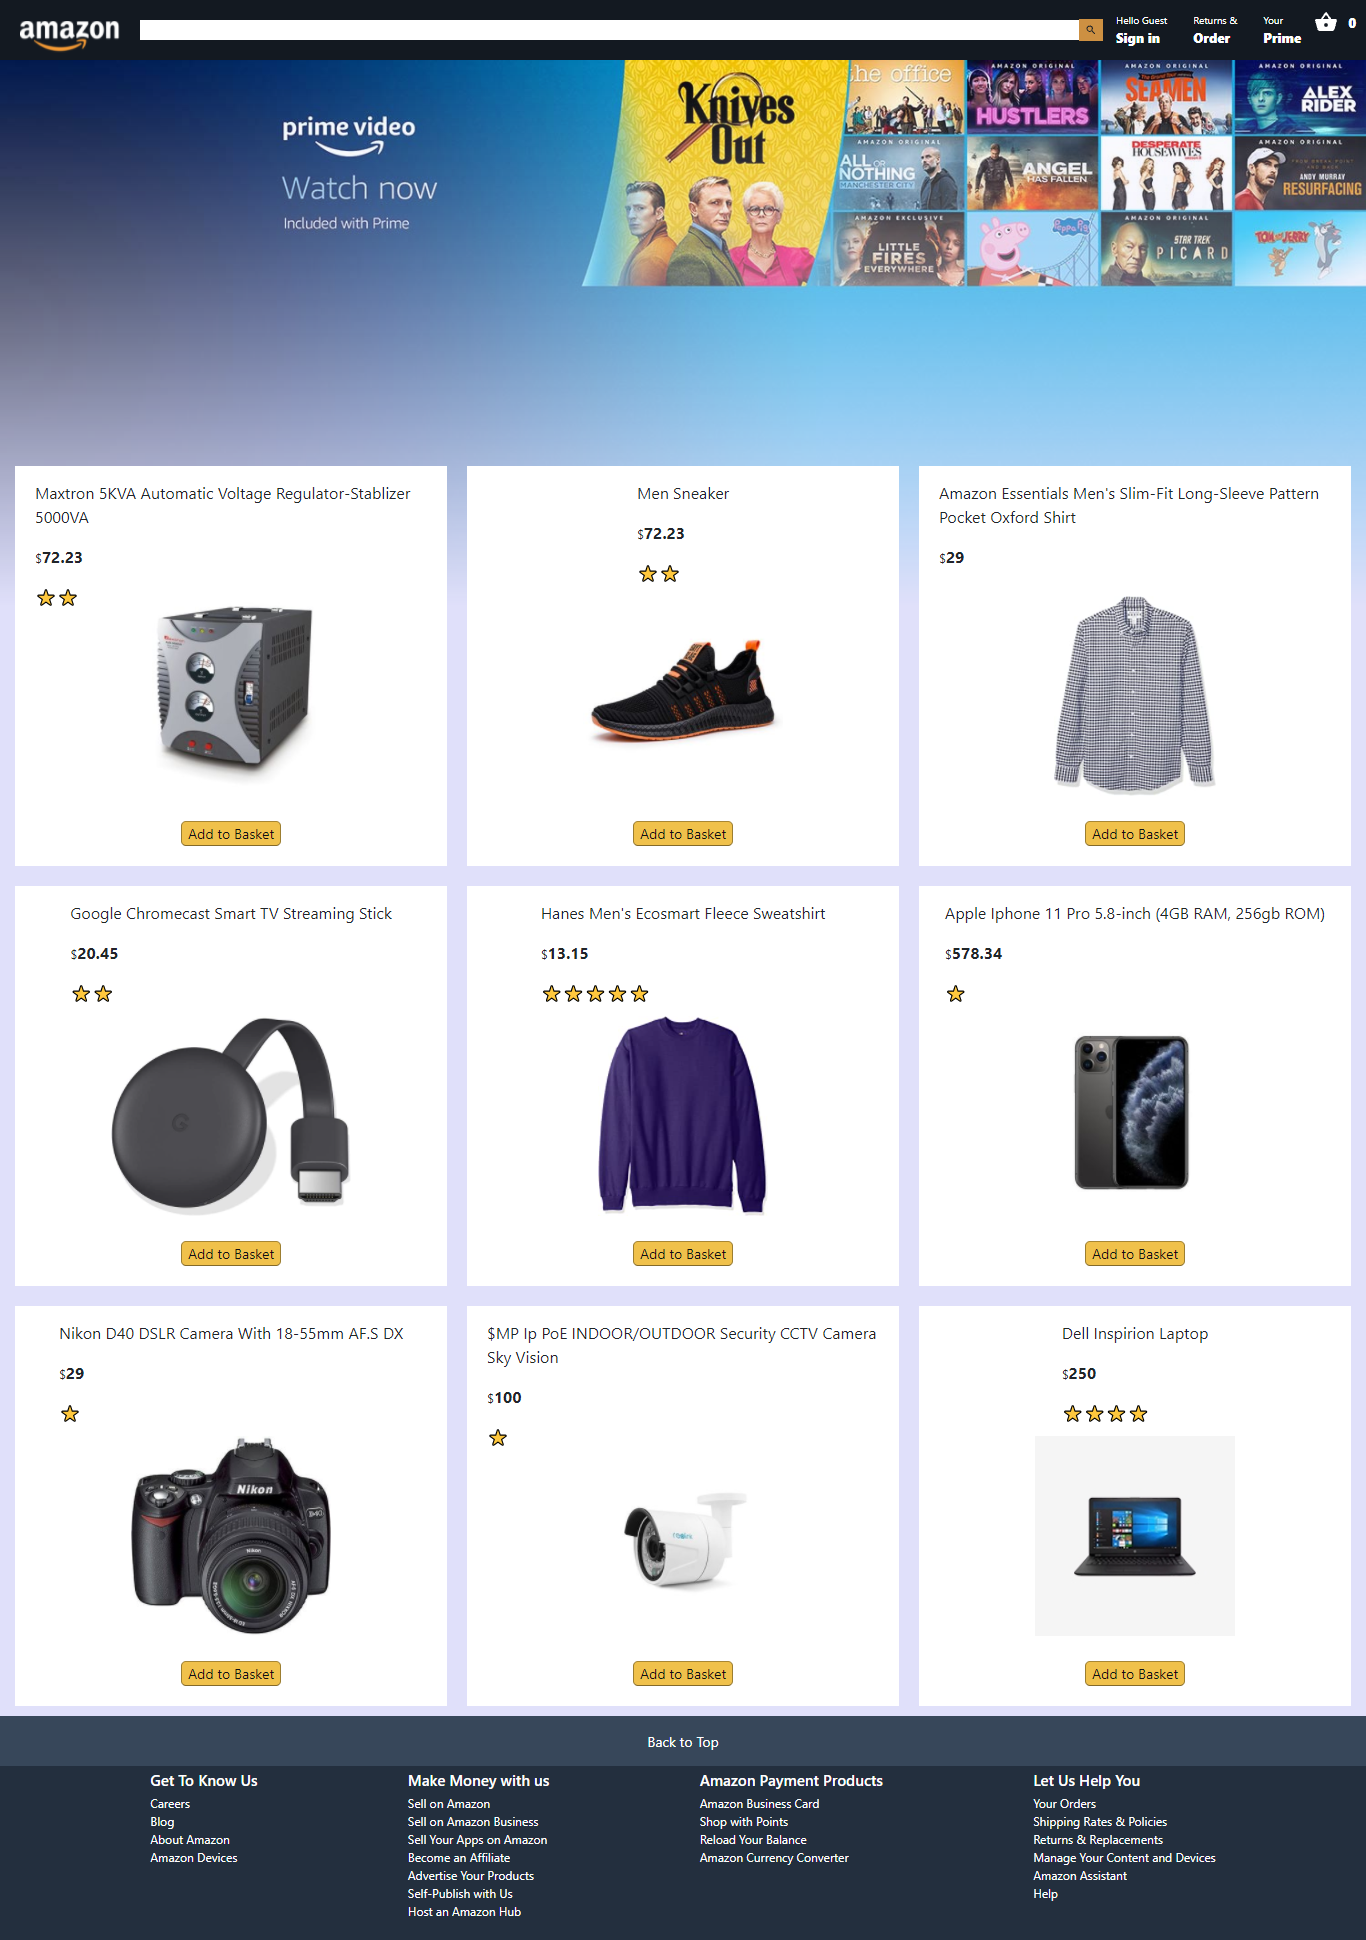 amazon
Hello Guest
Sign in
Returns &
Order
Your
Prime
0
prime video
Watch now
Included with Prime
Knives
Out
the office
AMAZON ORIGINAL
HUSTLERS
AMAZON ORIGINAL
The Grand Tour
SEAMEN
AMAZON ORIGINAL
ALEX
RIDER
AMAZON ORIGINAL
ALL OR
NOTHING
MANCHESTER CITY
ANGEL
HAS FALLEN
DESPERATE
HOUSEWIVES
AMAZON ORIGINAL
ANDY MURRAY
RESURFACING
AMAZON EXCLUSIVE
LITTLE
FIRES
EVERYWHERE
Peppa Pig
AMAZON ORIGINAL
STAR TREK
PICARD
TOM AND JERRY
Maxtron 5KVA Automatic Voltage Regulator-Stablizer
5000VA
$72.23
Add to Basket
Men Sneaker
$72.23
Add to Basket
Amazon Essentials Men's Slim-Fit Long-Sleeve Pattern
Pocket Oxford Shirt
$29
Add to Basket
Google Chromecast Smart TV Streaming Stick
$20.45
G
Add to Basket
Hanes Men's Ecosmart Fleece Sweatshirt
$13.15
Add to Basket
Apple Iphone 11 Pro 5.8-inch (4GB RAM, 256gb ROM)
$578.34
Add to Basket
Nikon D40 DSLR Camera With 18-55mm AF.S DX
$29
Nikon
D40
Nikon
Add to Basket
$MP Ip PoE INDOOR/OUTDOOR Security CCTV Camera
Sky Vision
$100
reolink
Add to Basket
Dell Inspirion Laptop
$250
Add to Basket
Back to Top
Get To Know Us
Careers
Blog
About Amazon
Amazon Devices
Make Money with us
Sell on Amazon
Sell on Amazon Business
Sell Your Apps on Amazon
Become an Affiliate
Advertise Your Products
Self-Publish with Us
Host an Amazon Hub
Amazon Payment Products
Amazon Business Card
Shop with Points
Reload Your Balance
Amazon Currency Converter
Let Us Help You
Your Orders
Shipping Rates & Policies
Returns & Replacements
Manage Your Content and Devices
Amazon Assistant
Help